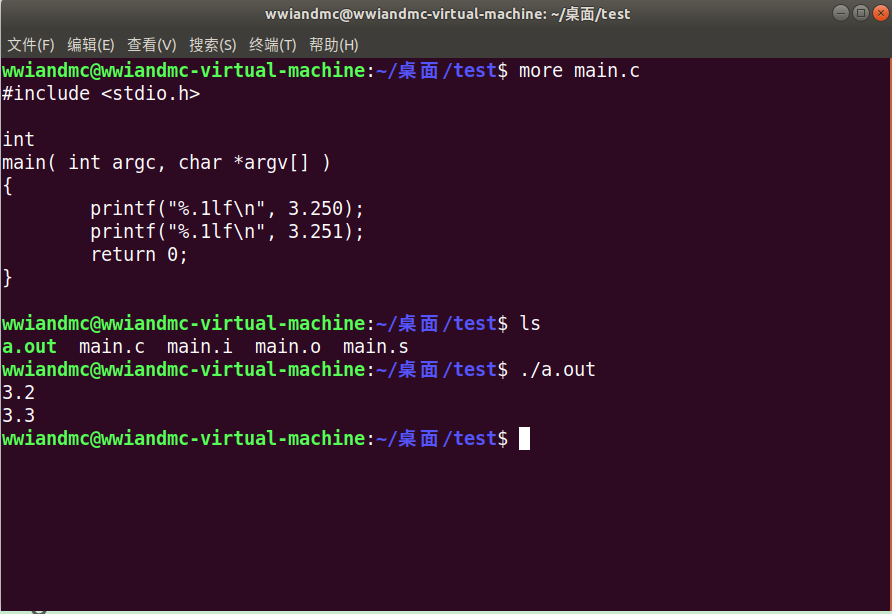 wwiandmc@wwiandmc-virtual-machine: ~/桌面/test
文件(F) 编辑(E) 查看(V) 搜索(S) 终端(T) 帮助(H)
wwiandmc@wwiandmc-virtual-machine:~/桌面/test$ more main.c
#include <stdio.h>
int
main( int argc, char *argv[] )
{
        printf("%.1lf\n", 3.250);
        printf("%.1lf\n", 3.251);
        return 0;
}
wwiandmc@wwiandmc-virtual-machine:~/桌面/test$ ls
a.out  main.c  main.i  main.o  main.s
wwiandmc@wwiandmc-virtual-machine:~/桌面/test$ ./a.out
3.2
3.3
wwiandmc@wwiandmc-virtual-machine:~/桌面/test$